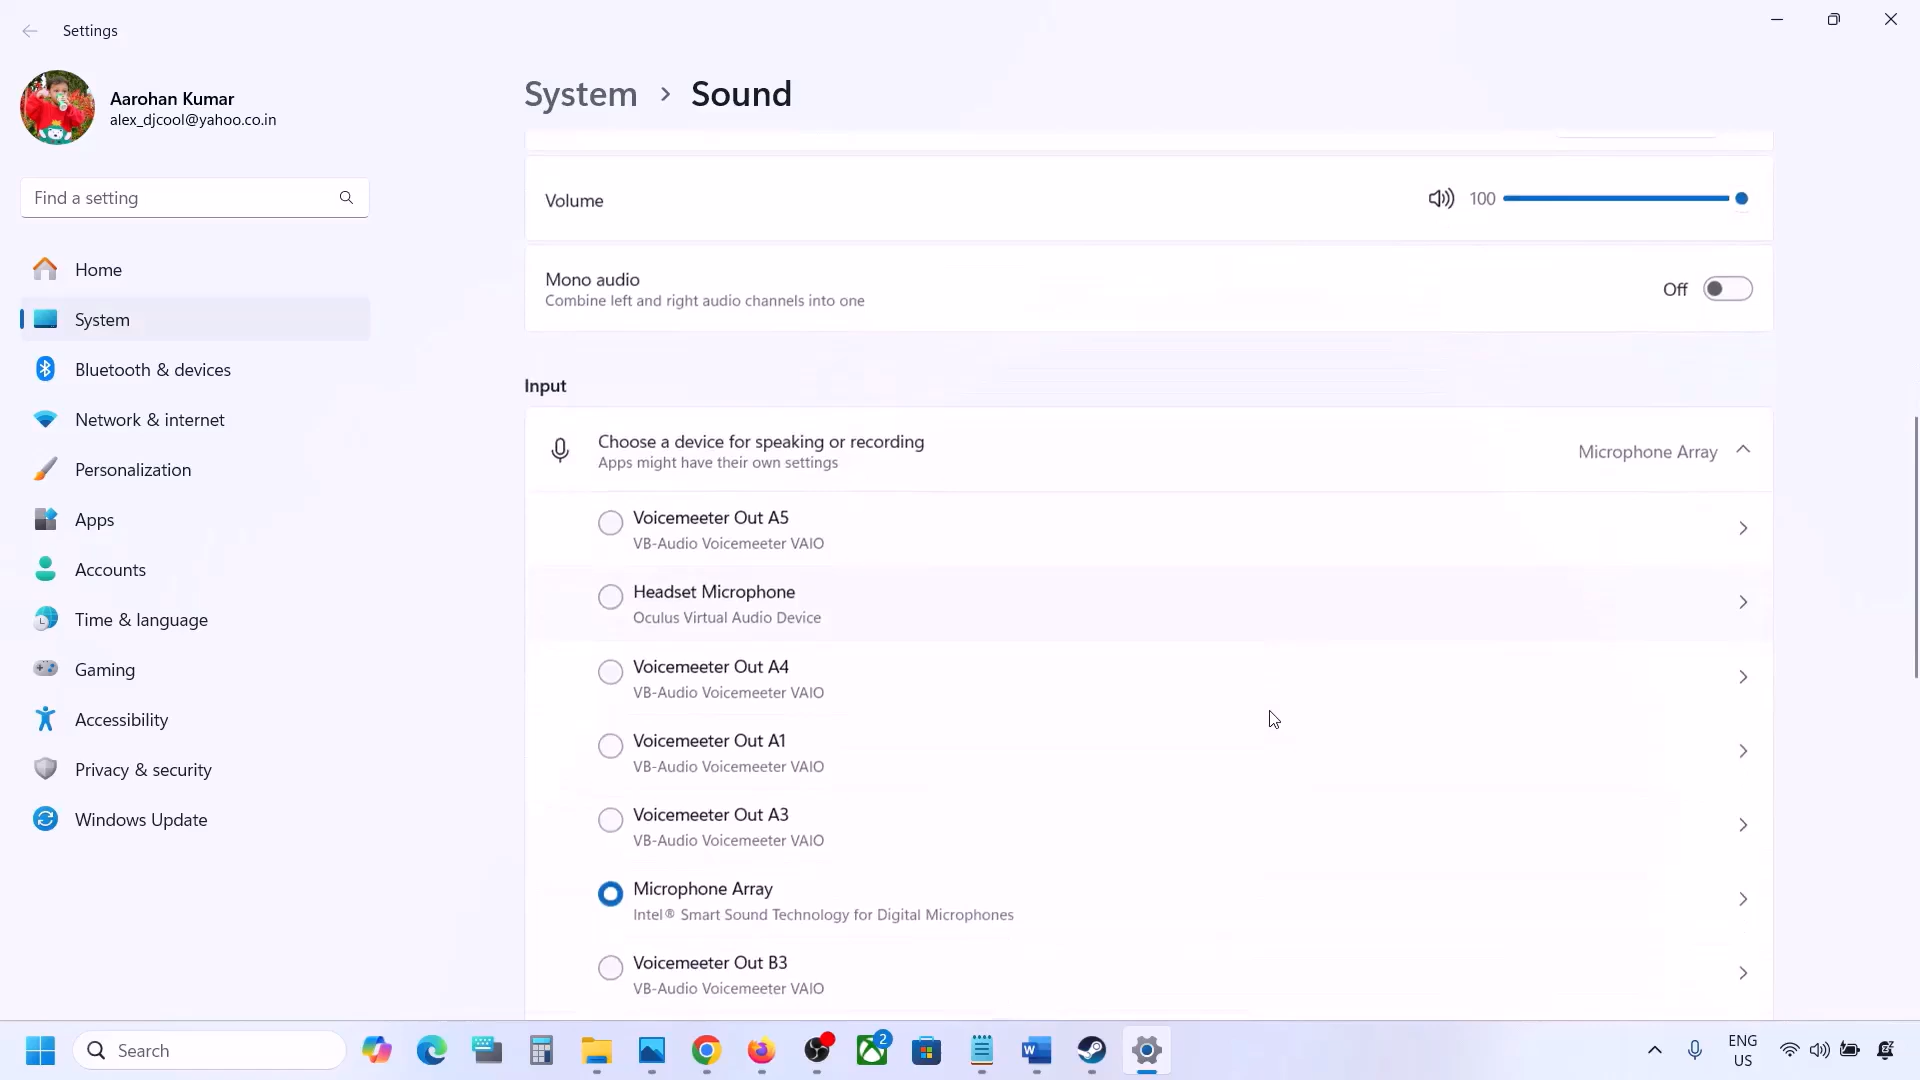 Settings
Aarohan Kumar
alex_djcool@yahoo.co.in
Find a setting
Home
System
Bluetooth & devices
Network & internet
Personalization
Apps
Accounts
Time & language
Gaming
Accessibility
Privacy & security
Windows Update
System > Sound
Volume
100
Mono audio
Combine left and right audio channels into one
Off
Input
Choose a device for speaking or recording
Apps might have their own settings
Microphone Array
Voicemeeter Out A5
VB-Audio Voicemeeter VAIO
Headset Microphone
Oculus Virtual Audio Device
Voicemeeter Out A4
VB-Audio Voicemeeter VAIO
Voicemeeter Out A1
VB-Audio Voicemeeter VAIO
Voicemeeter Out A3
VB-Audio Voicemeeter VAIO
Microphone Array
Intel® Smart Sound Technology for Digital Microphones
Voicemeeter Out B3
VB-Audio Voicemeeter VAIO
Search
2
ENG
US